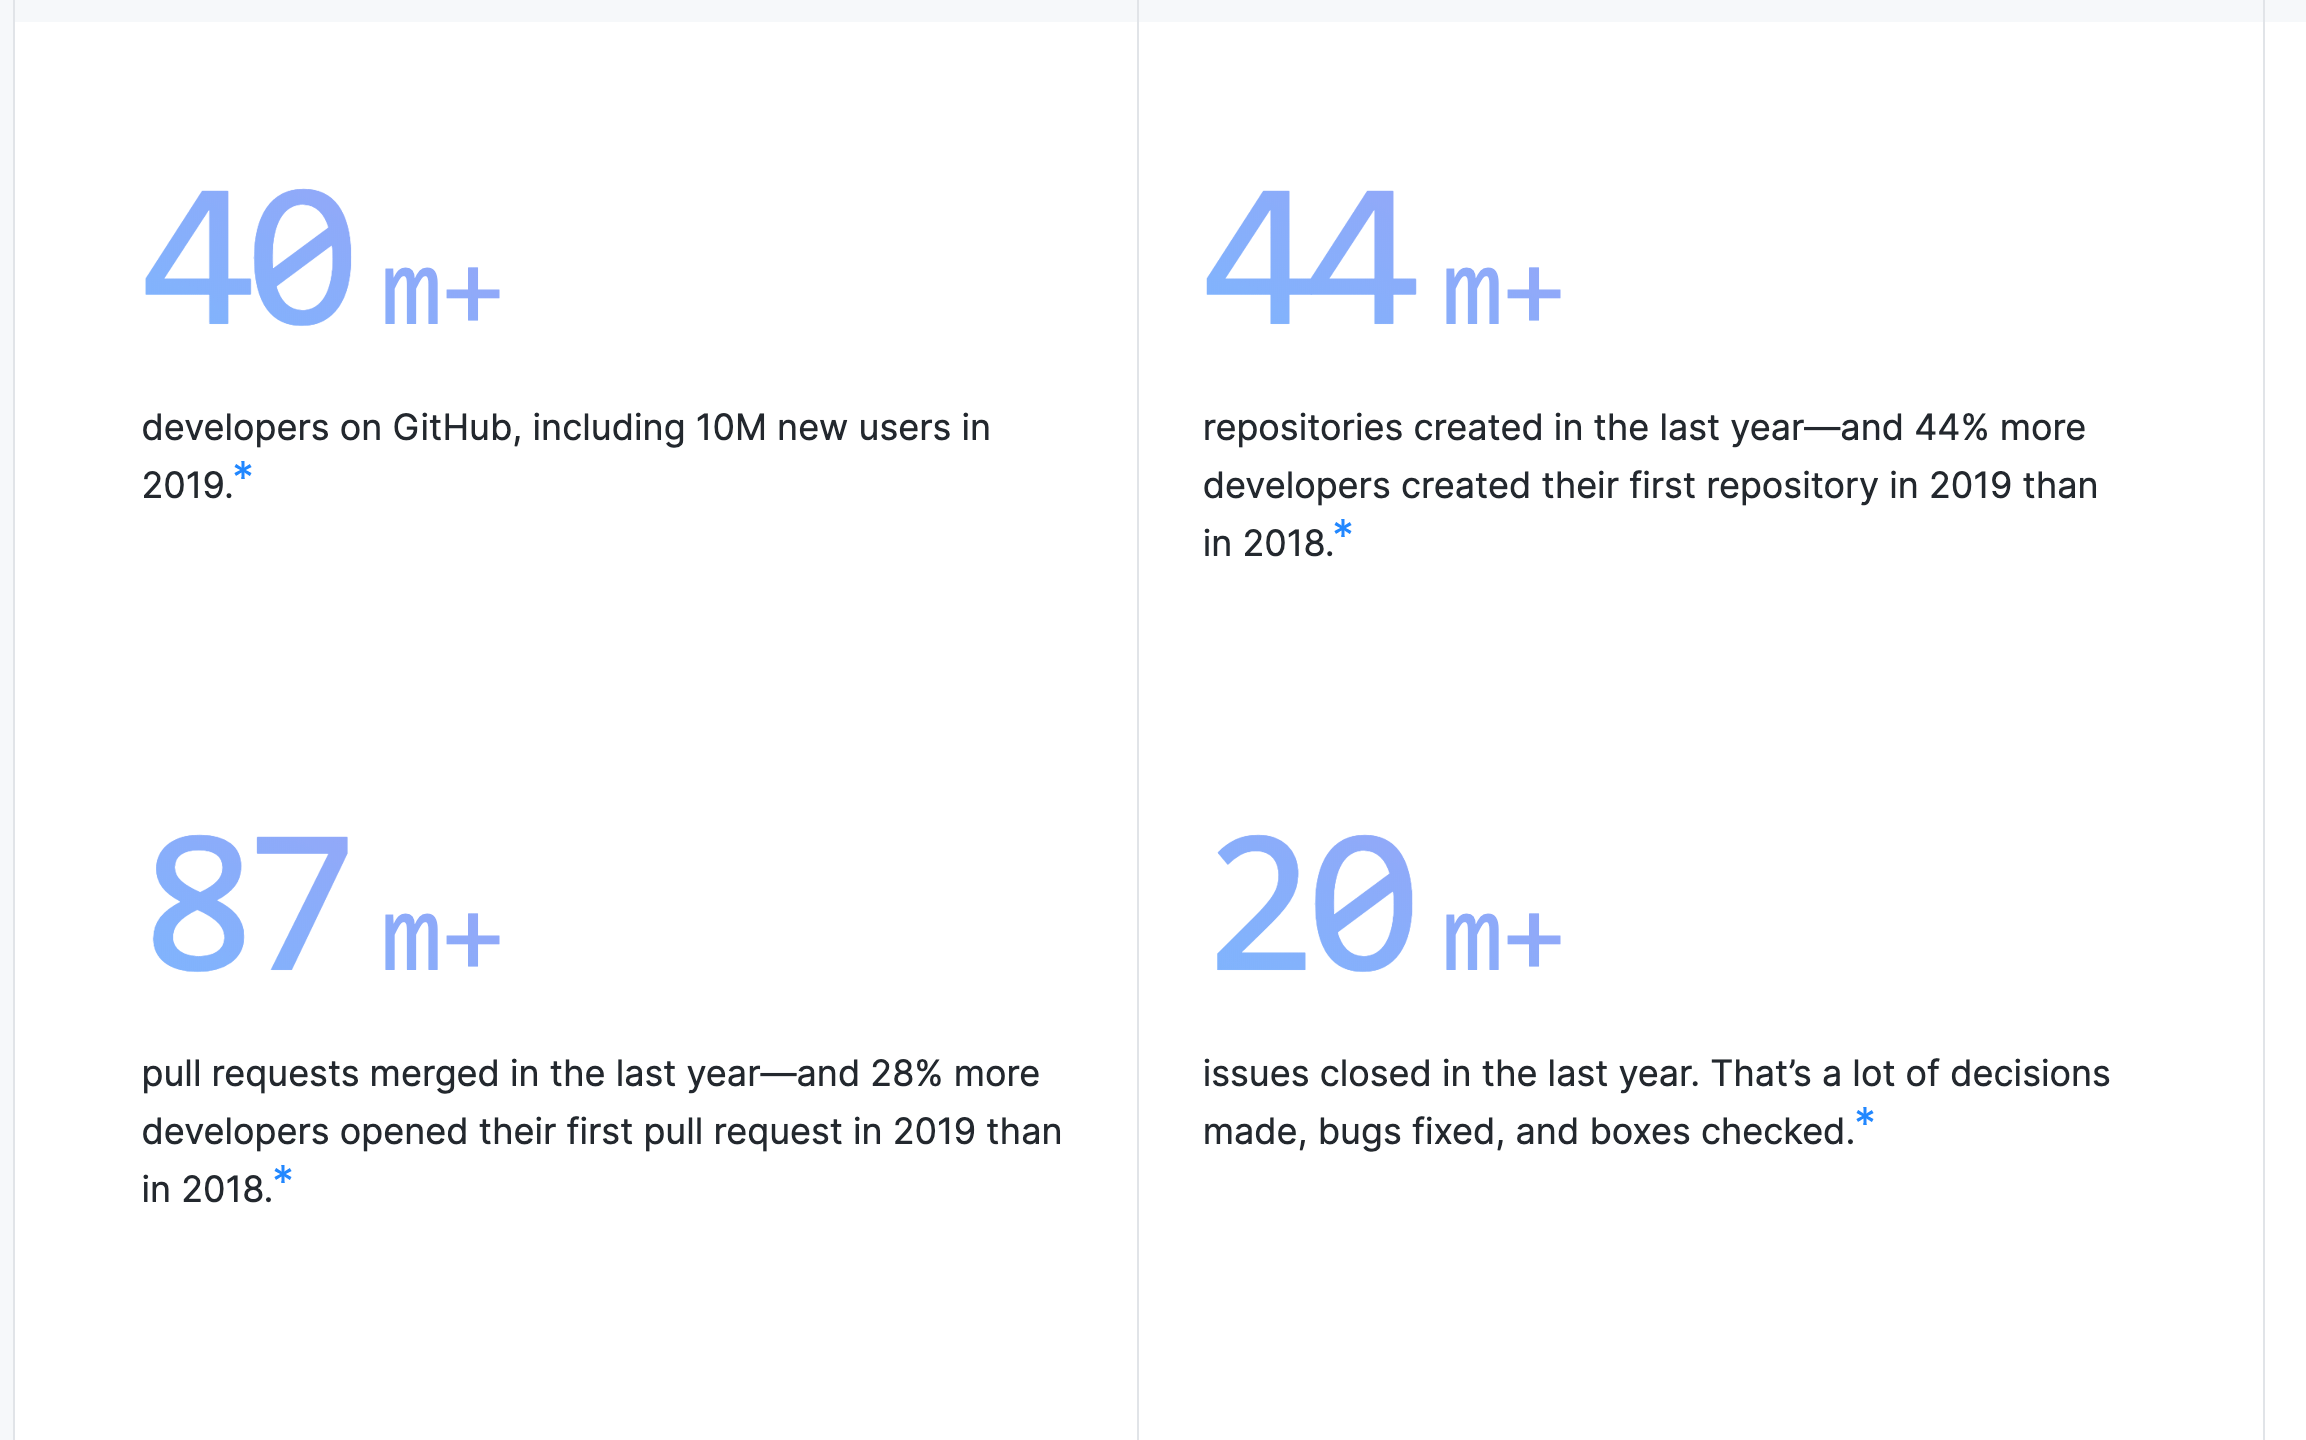 40 m+
developers on GitHub, including 10M new users in
2019.*
44 m+
repositories created in the last year—and 44% more
developers created their first repository in 2019 than
in 2018.*
87 m+
pull requests merged in the last year—and 28% more
developers opened their first pull request in 2019 than
in 2018.*
20 m+
issues closed in the last year. That’s a lot of decisions
made, bugs fixed, and boxes checked.*